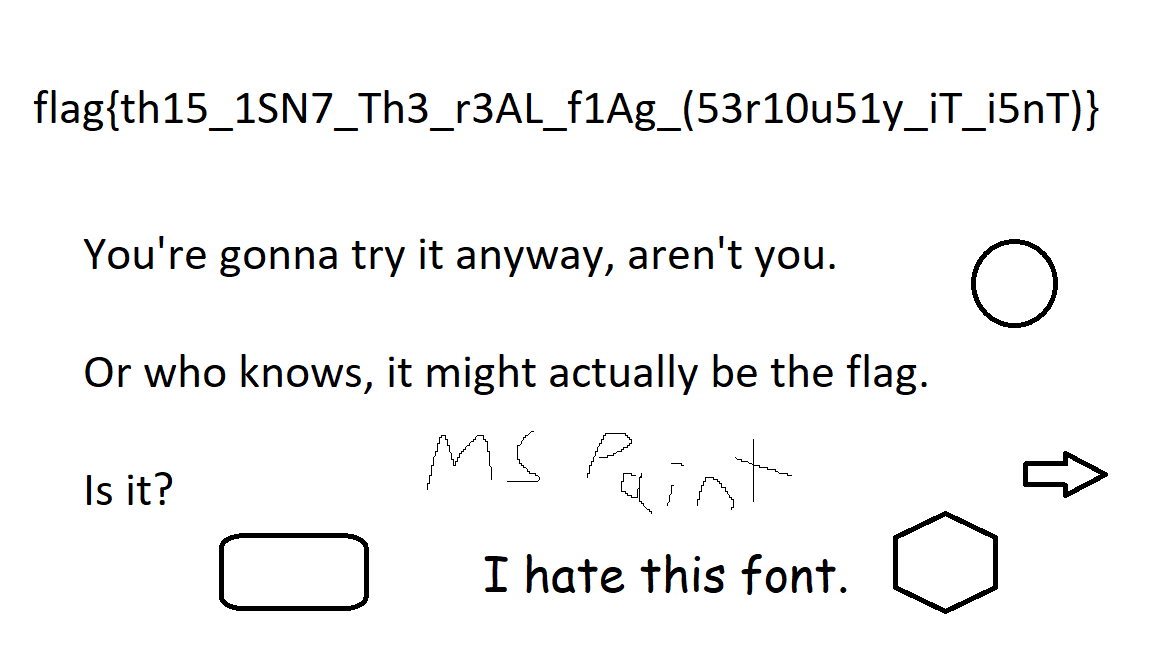 flag{th15_1SN7_Th3_r3AL_f1Ag_(53r10u51y_iT_i5nT)}
You're gonna try it anyway, aren't you.
Or who knows, it might actually be the flag.
MS Paint
Is it?
I hate this font.